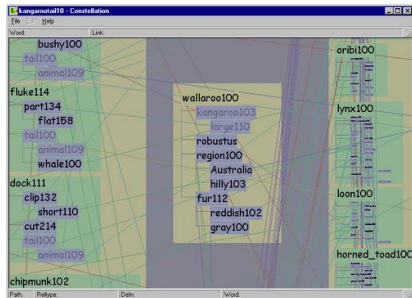 kangarootail10 - Constellation
File Edit Help
Word: Link:
bushy100
tail100
animal109
fluke114
part134
flat158
tail100
animal109
whale100
dock111
clip132
short110
cut214
tail100
animal109
chipmunk102
wallaroo100
kangaroo103
large110
robustus
region100
Australia
hilly103
fur112
reddish102
gray100
oribi100
lynx100
loon100
horned_toad100
Path: Reltype: Defn: Word: